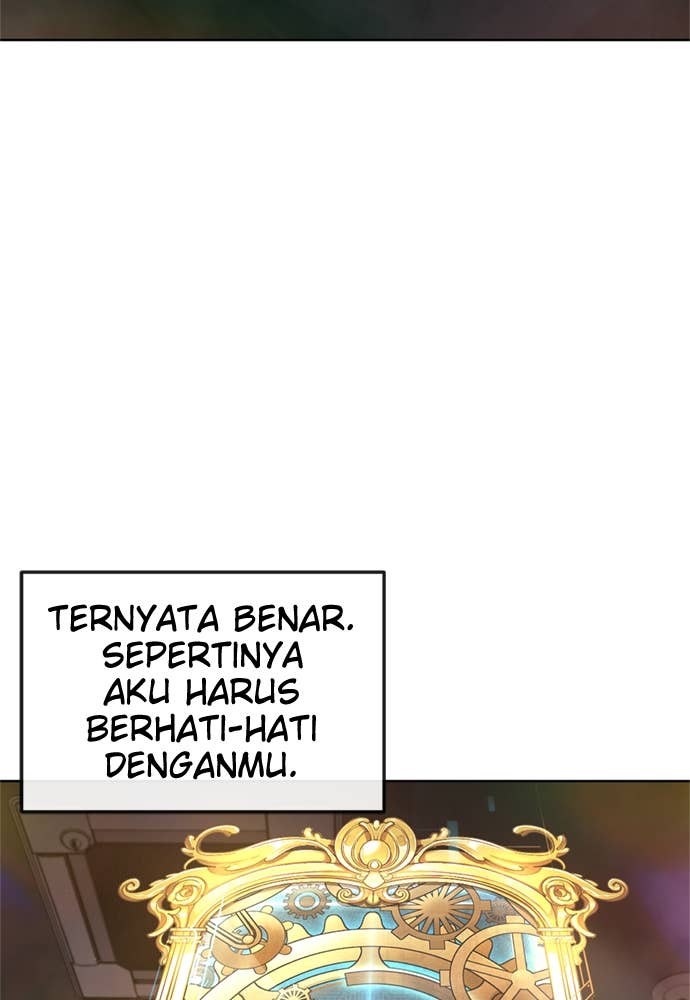 TERNYATA BENAR.
SEPERTINYA
AKU HARUS
BERHATI-HATI
DENGANMU.